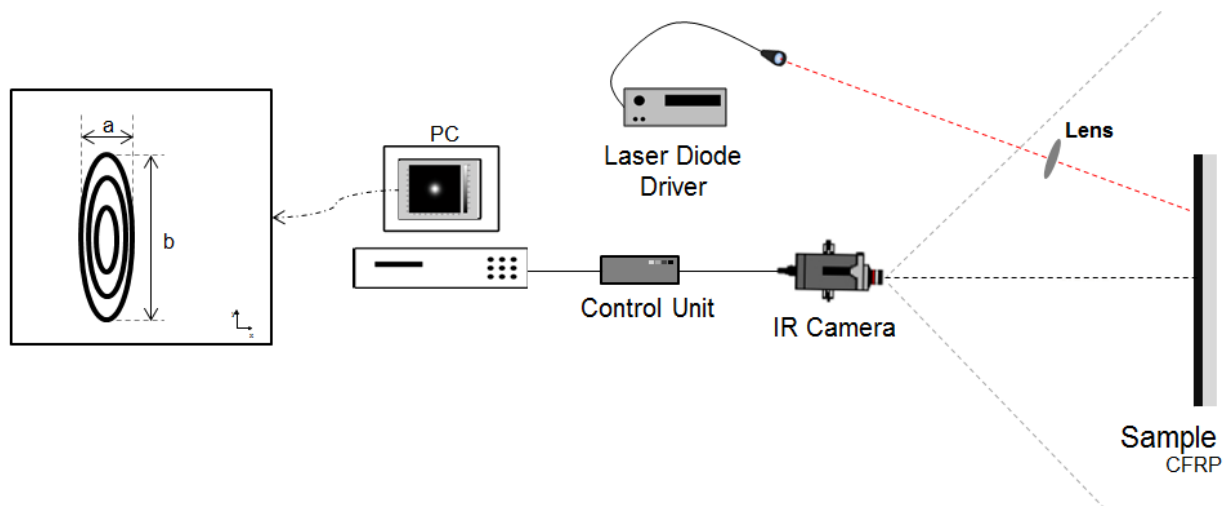 a
b
y
x
PC
Laser Diode
Driver
Control Unit
IR Camera
Lens
Sample
CFRP